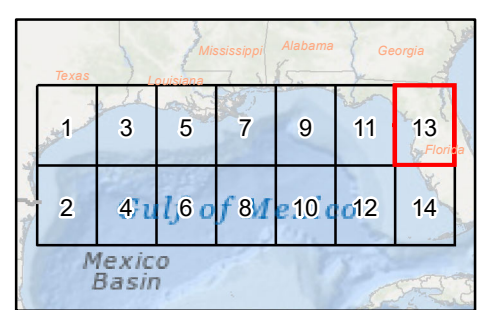 Mississippi Alabama Georgia
Texas Louisiana
1 3 5 7 9 11 13
Florida
2 4 6 8 10 12 14
Gulf of Mexico
Mexico
Basin